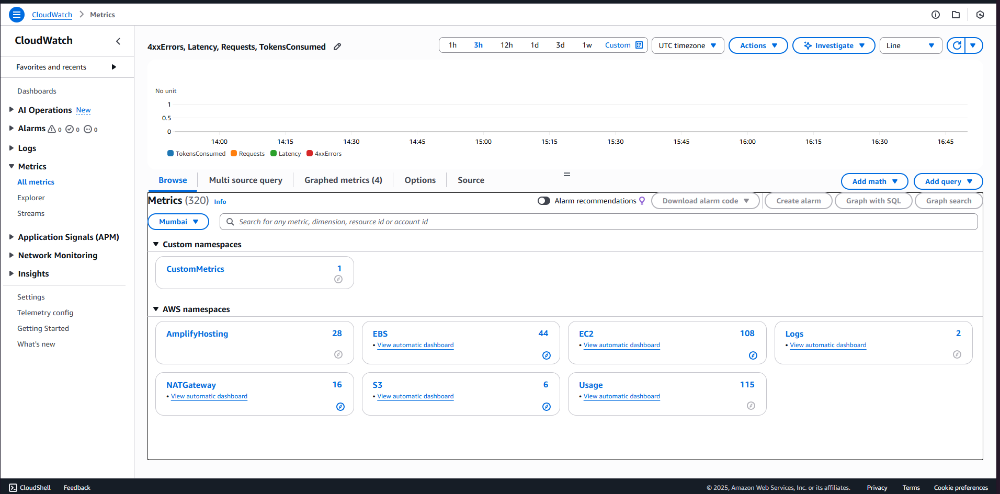 CloudWatch > Metrics
CloudWatch
Favorites and recents
Dashboards
AI Operations New
Alarms 0 0 0
Logs
Metrics
All metrics
Explorer
Streams
Application Signals (APM)
Network Monitoring
Insights
Settings
Telemetry config
Getting Started
What's new
4xxErrors, Latency, Requests, TokensConsumed
1h 3h 12h 1d 3d 1w Custom
UTC timezone
Actions
Investigate
Line
No unit
1
0.5
0
14:00 14:15 14:30 14:45 15:00 15:15 15:30 15:45 16:00 16:15 16:30 16:45
TokensConsumed Requests Latency 4xxErrors
Browse Multi source query Graphed metrics (4) Options Source
Add math Add query
Metrics (320) Info
Alarm recommendations Download alarm code Create alarm Graph with SQL Graph search
Mumbai Search for any metric, dimension, resource id or account id
Custom namespaces
CustomMetrics 1
AWS namespaces
AmplifyHosting 28
EBS 44
• View automatic dashboard
EC2 108
• View automatic dashboard
Logs 2
• View automatic dashboard
NATGateway 16
• View automatic dashboard
S3 6
• View automatic dashboard
Usage 115
• View automatic dashboard
CloudShell Feedback
© 2025, Amazon Web Services, Inc. or its affiliates. Privacy Terms Cookie preferences